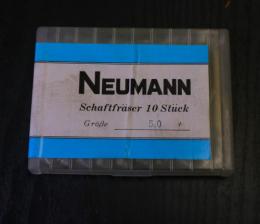 NEUMANN
Schaftfräser 10 Stück
Größe 5,0